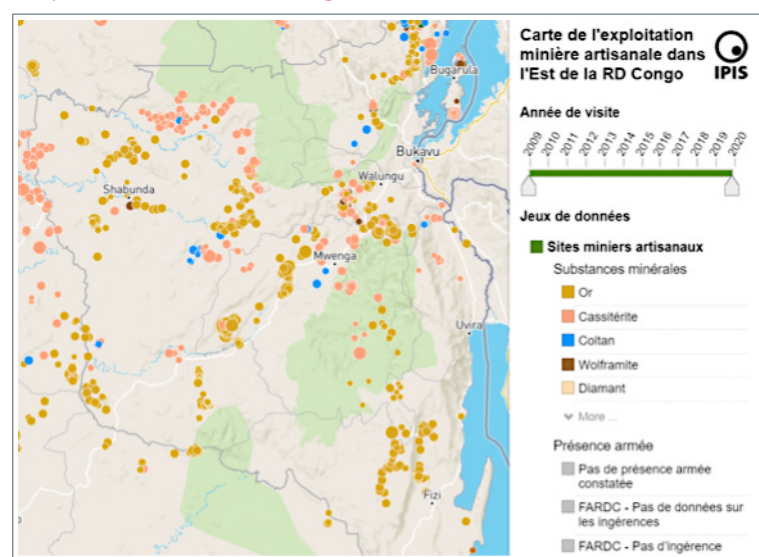 Carte de l'exploitation
minière artisanale dans
l'Est de la RD Congo
IPIS
Année de visite
2009
2010
2011
2012
2013
2014
2015
2016
2017
2018
2019
2020
Jeux de données
Sites miniers artisanaux
Substances minérales
Or
Cassitérite
Coltan
Wolframite
Diamant
More ...
Présence armée
Pas de présence armée
constatée
FARDC - Pas de données sur
les ingérences
FARDC - Pas d'ingérence
Bugarula
Bukavu
Walungu
Shabunda
Mwenga
Uvira
Fizi